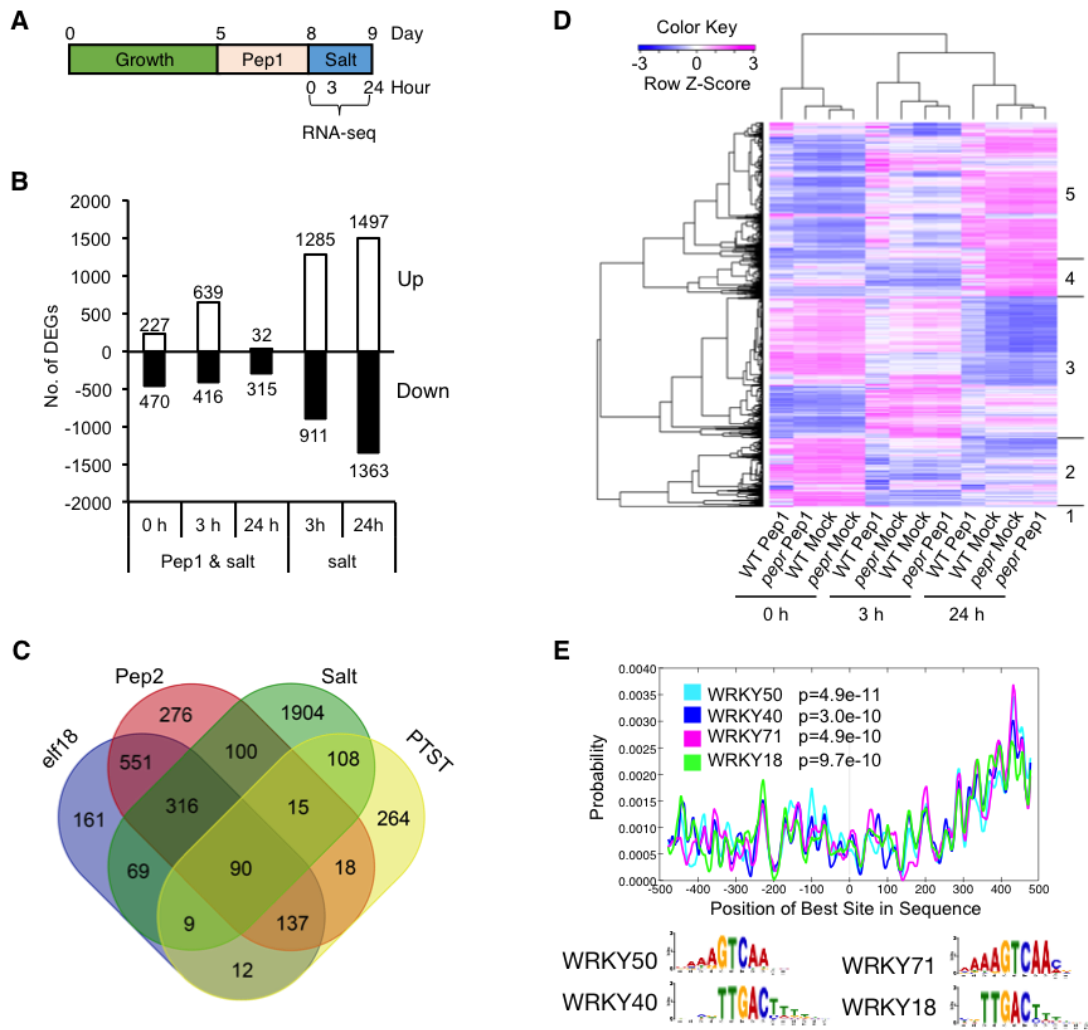 A
0 5 8 9 Day
Growth Pep1 Salt
0 3 24 Hour
RNA-seq
B
No. of DEGs
2000
1500
1000
500
0
-500
-1000
-1500
-2000
227 639 32 1285 1497
Up
470 416 315 911 1363
Down
0 h 3 h 24 h 3h 24h
Pep1 & salt salt
C
elf18 Pep2 Salt PTST
276 1904
551 100 108
161 316 15 264
69 90 18
9 137
12
D
Color Key
-3 0 3
Row Z-Score
5
4
3
2
1
WT Pep1
pepr Pep1
WT Mock
pepr Mock
WT Pep1
pepr Mock
WT Mock
pepr Pep1
WT Pep1
WT Mock
pepr Mock
pepr Pep1
0 h 3 h 24 h
E
Probability
0.0040
0.0035
0.0030
0.0025
0.0020
0.0015
0.0010
0.0005
0.0000
WRKY50 p=4.9e-11
WRKY40 p=3.0e-10
WRKY71 p=4.9e-10
WRKY18 p=9.7e-10
-500 -400 -300 -200 -100 0 100 200 300 400 500
Position of Best Site in Sequence
WRKY50 AGTCAA
WRKY71 AAAAGTCAAC
WRKY40 TTGACT
WRKY18 TTGACT